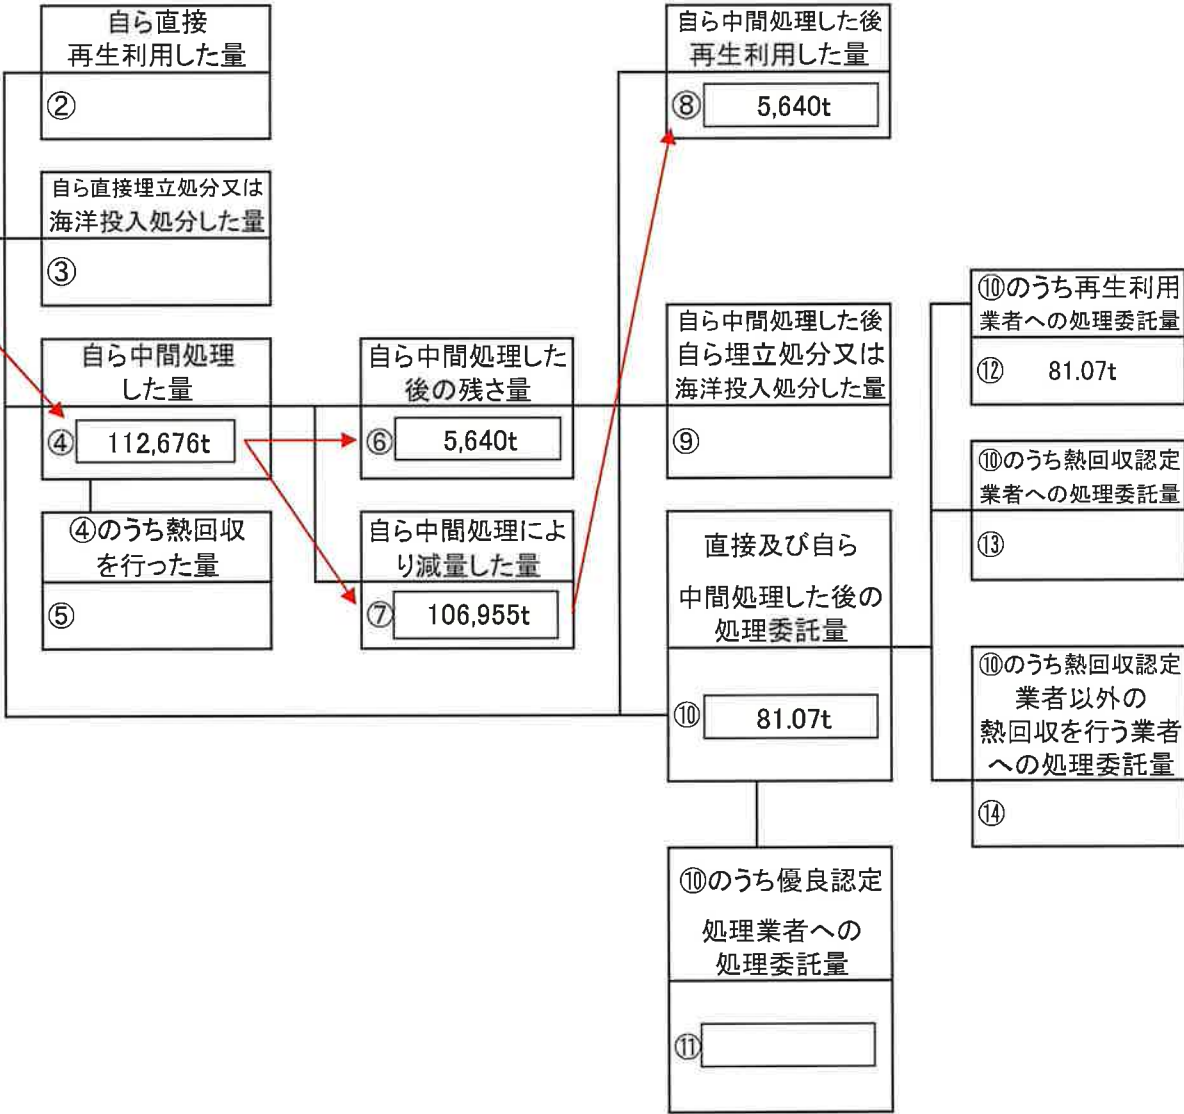 自ら直接
再生利用した量
②
自ら直接埋立処分又は
海洋投入処分した量
③
自ら中間処理
した量
④ 112,676t
④のうち熱回収
を行った量
⑤
自ら中間処理した
後の残さ量
⑥ 5,640t
自ら中間処理によ
り減量した量
⑦ 106,955t
自ら中間処理した後
再生利用した量
⑧ 5,640t
自ら中間処理した後
自ら埋立処分又は
海洋投入処分した量
⑨
直接及び自ら
中間処理した後の
処理委託量
⑩ 81.07t
⑩のうち優良認定
処理業者への
処理委託量
⑪
⑩のうち再生利用
業者への処理委託量
⑫ 81.07t
⑩のうち熱回収認定
業者への処理委託量
⑬
⑩のうち熱回収認定
業者以外の
熱回収を行う業者
への処理委託量
⑭